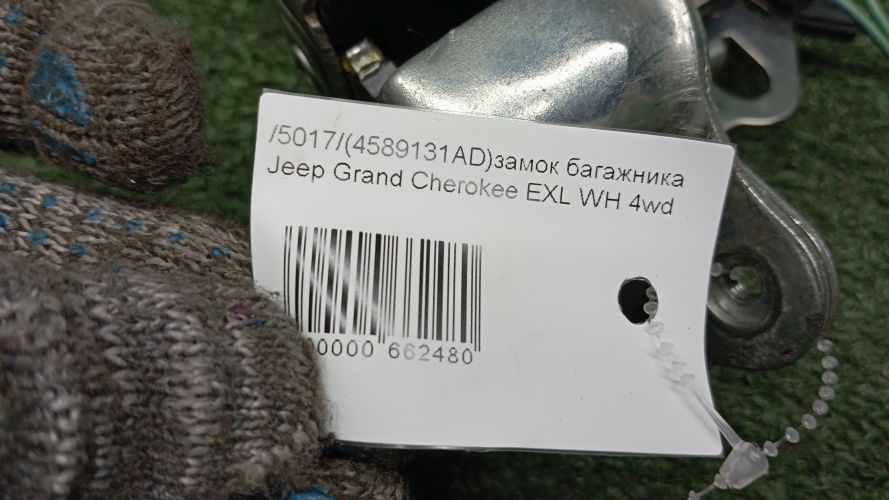 /5017/(4589131AD)замок багажника
Jeep Grand Cherokee EXL WH 4wd
00000 662480